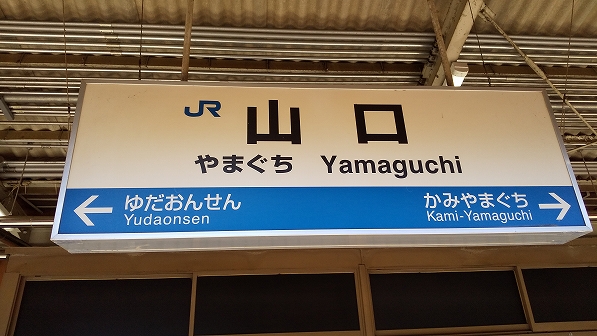 JR 山口
やまぐち Yamaguchi
← ゆだおんせん かみやまぐち →
Yudaonsen Kami-Yamaguchi